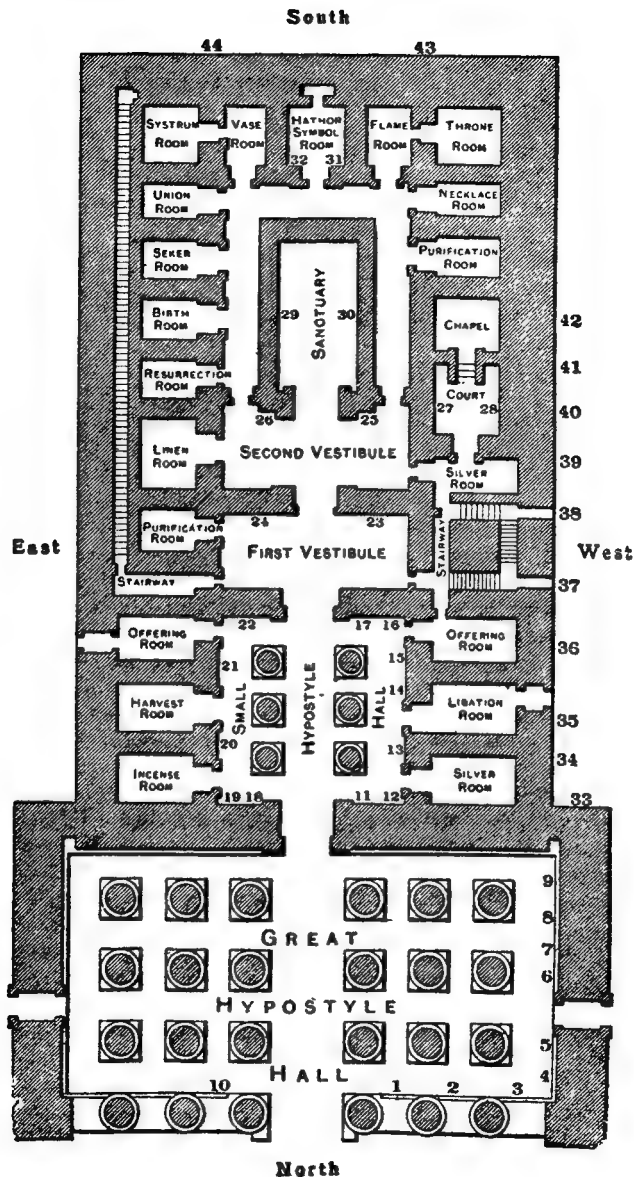 South
44 43
SYSTRUM ROOM
VASE ROOM
HATHOR SYMBOL ROOM
FLAME ROOM
THRONE ROOM
32 31
UNION ROOM
NECKLACE ROOM
SEKER ROOM
PURIFICATION ROOM
SANCTUARY
29 30
BIRTH ROOM
CHAPEL
42
RESURRECTION ROOM
41
COURT
27 28
40
26 25
LINEN ROOM
SECOND VESTIBULE
SILVER ROOM
39
24 23
38
PURIFICATION ROOM
East
FIRST VESTIBULE
STAIRWAY
West
STAIRWAY
37
22 17 16
OFFERING ROOM
OFFERING ROOM
36
21 15
SMALL HYPOSTYLE HALL
14
HARVEST ROOM
LIBATION ROOM
35
20 13
34
INCENSE ROOM
SILVER ROOM
19 18 11 12
33
9
8
GREAT
7
6
HYPOSTYLE
5
HALL
4
10 1 2 3
North